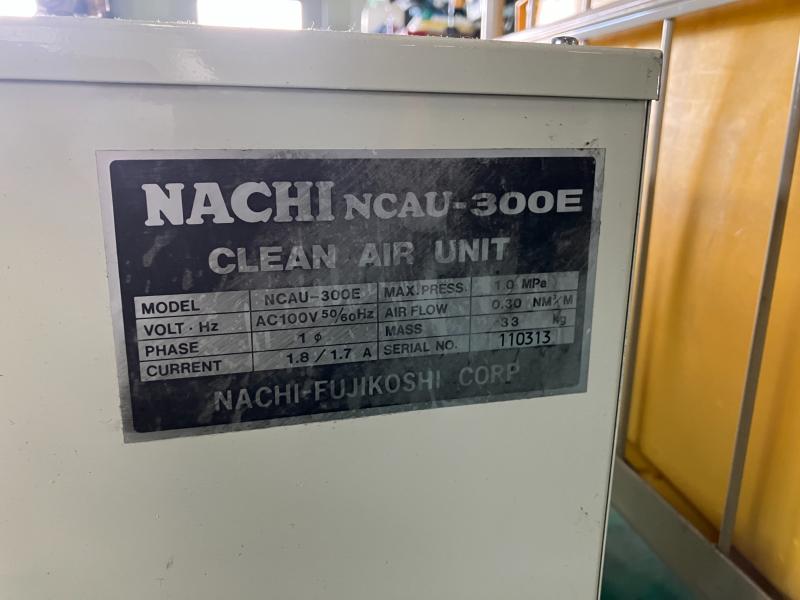 NACHI NCAU-300E
CLEAN AIR UNIT
MODEL NCAU-300E MAX. PRESS. 1.0 MPa
VOLT · Hz AC100V 50/60Hz AIR FLOW 0.30 NM³/M
PHASE 1 φ MASS 33 kg
CURRENT 1.8 / 1.7 A SERIAL NO. 110313
NACHI-FUJIKOSHI CORP